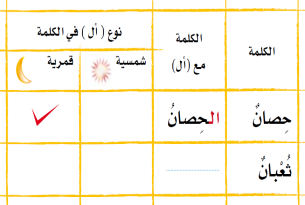 الكلمة
الكلمة
مع (أل)
نوع (أل) في الكلمة
شمسية
قمرية
حِصانٌ
الحِصانُ
ثُعْبانٌ